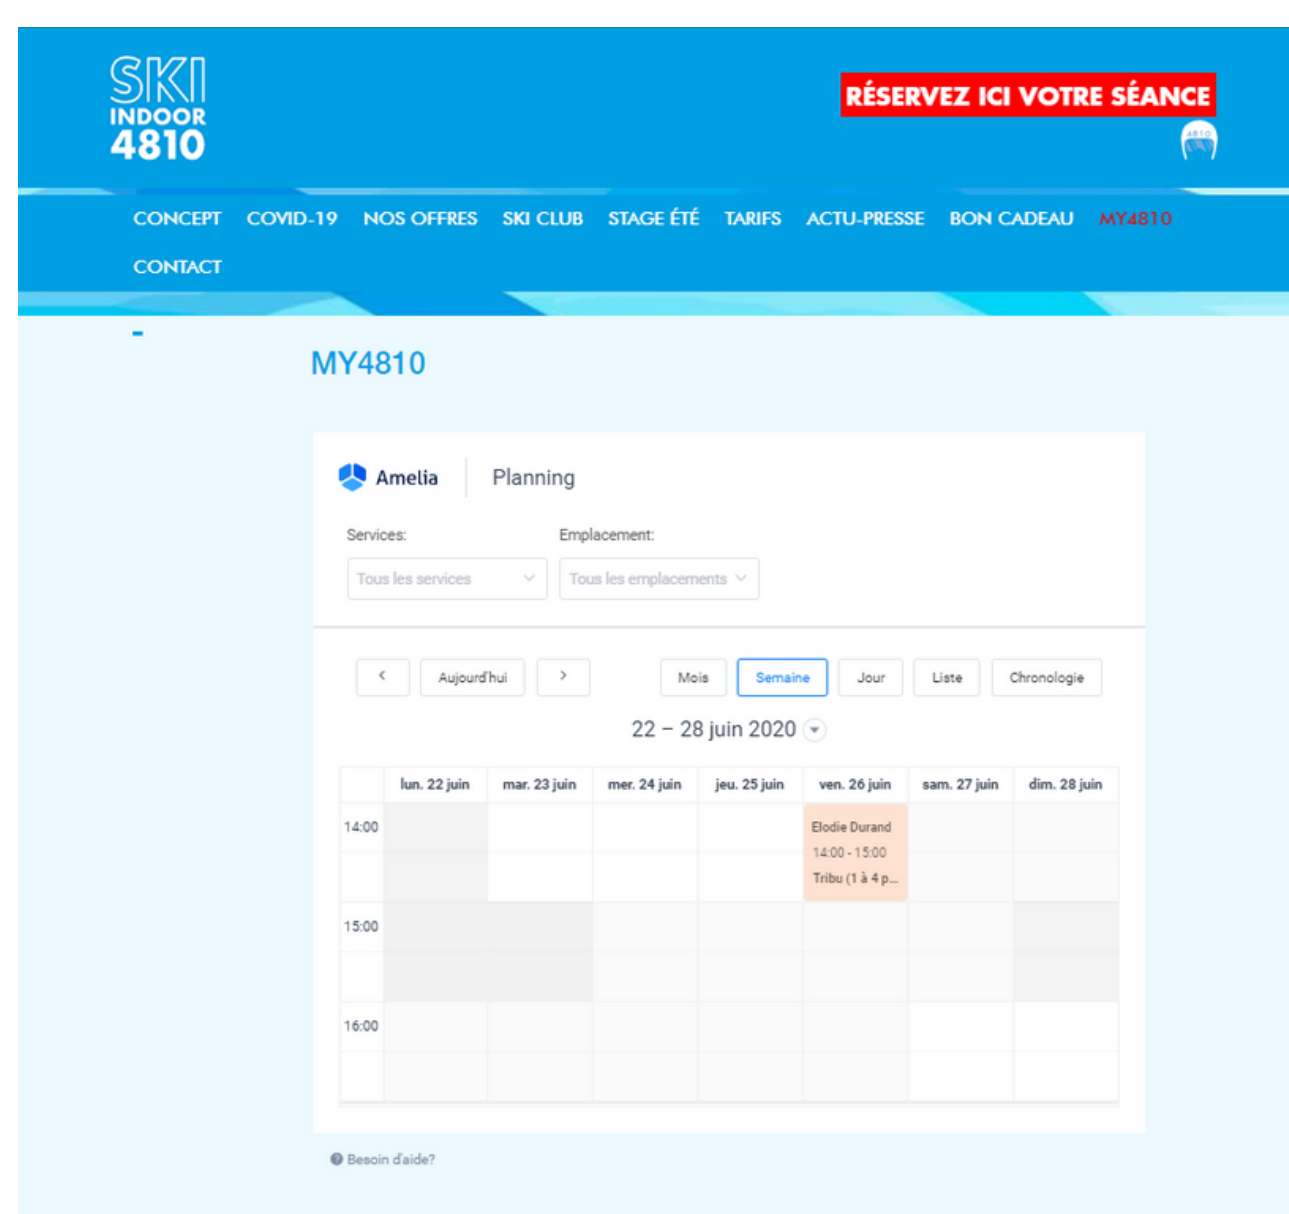 SKI
INDOOR
4810
RÉSERVEZ ICI VOTRE SÉANCE
4810
CONCEPT COVID-19 NOS OFFRES SKI CLUB STAGE ÉTÉ TARIFS ACTU-PRESSE BON CADEAU MY4810
CONTACT
MY4810
Amelia Planning
Services: Emplacement:
Tous les services Tous les emplacements
< Aujourd'hui > Mois Semaine Jour Liste Chronologie
22 – 28 juin 2020
lun. 22 juin mar. 23 juin mer. 24 juin jeu. 25 juin ven. 26 juin sam. 27 juin dim. 28 juin
14:00 Elodie Durand
14:00 - 15:00
Tribu (1 à 4 p...
15:00
16:00
Besoin d'aide?